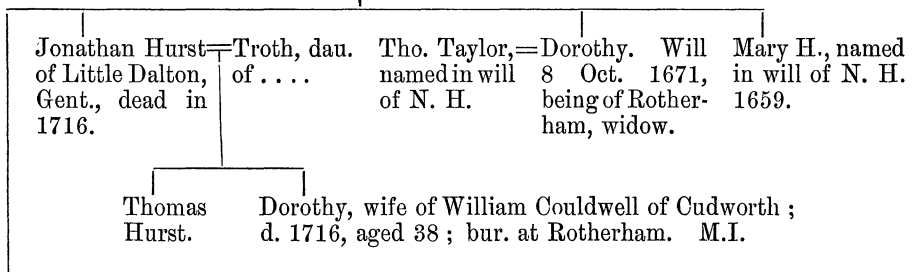 Jonathan Hurst=Troth, dau.
of Little Dalton, of . . . .
Gent., dead in
1716.
Tho. Taylor,=Dorothy. Will
named in will 8 Oct. 1671,
of N. H. being of Rother-
ham, widow.
Mary H., named
in will of N. H.
1659.
Thomas
Hurst.
Dorothy, wife of William Couldwell of Cudworth ;
d. 1716, aged 38 ; bur. at Rotherham. M.I.